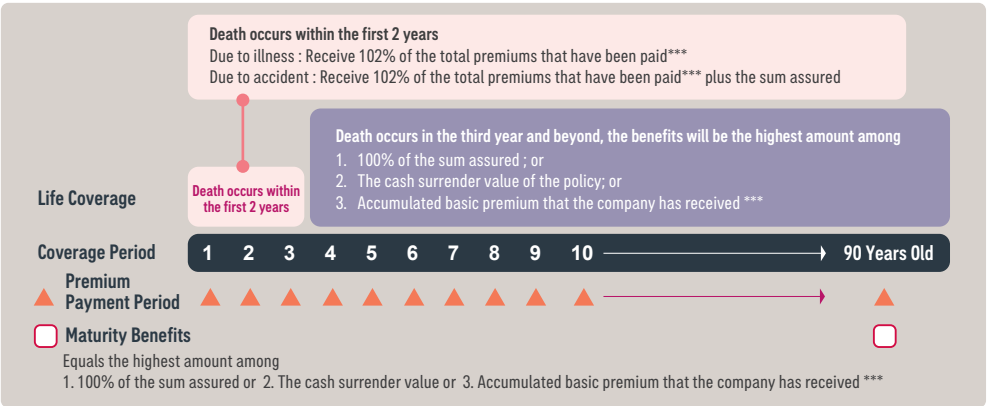 Death occurs within the first 2 years
Due to illness : Receive 102% of the total premiums that have been paid***
Due to accident : Receive 102% of the total premiums that have been paid*** plus the sum assured
Death occurs in the third year and beyond, the benefits will be the highest amount among
1. 100% of the sum assured ; or
2. The cash surrender value of the policy; or
3. Accumulated basic premium that the company has received ***
Life Coverage
Death occurs within
the first 2 years
Coverage Period 1 2 3 4 5 6 7 8 9 10 90 Years Old
Premium
Payment Period
Maturity Benefits
Equals the highest amount among
1. 100% of the sum assured or 2. The cash surrender value or 3. Accumulated basic premium that the company has received ***